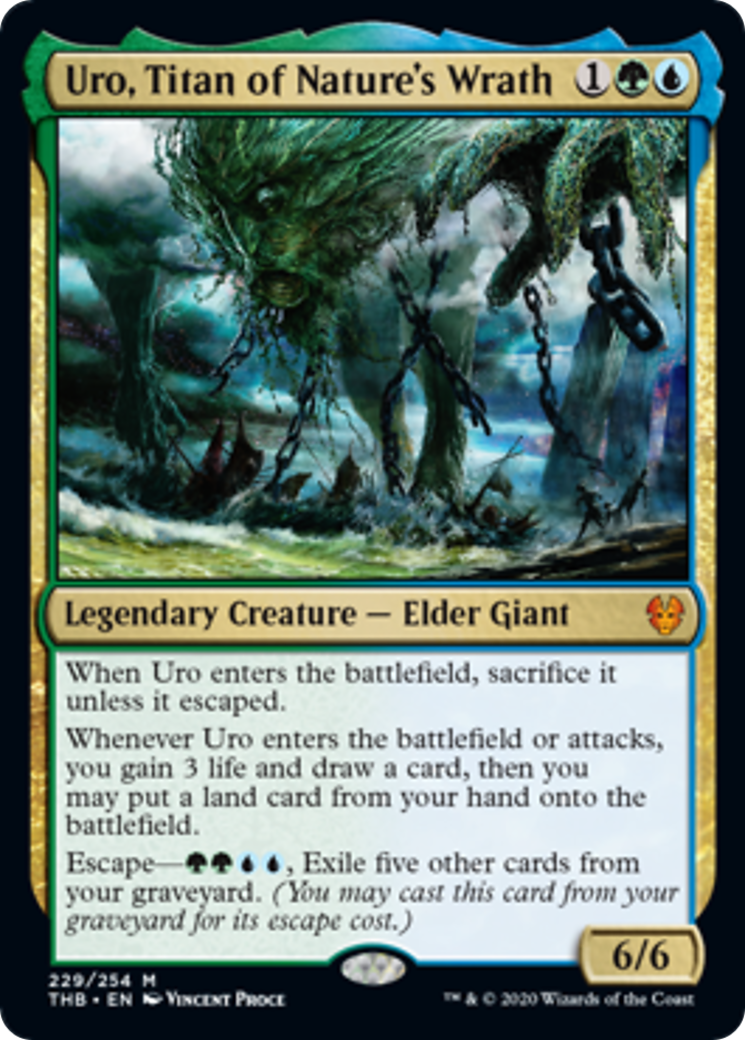 Uro, Titan of Nature's Wrath 1
Legendary Creature — Elder Giant
When Uro enters the battlefield, sacrifice it
unless it escaped.
Whenever Uro enters the battlefield or attacks,
you gain 3 life and draw a card, then you
may put a land card from your hand onto the
battlefield.
Escape—, Exile five other cards from
your graveyard. (You may cast this card from your
graveyard for its escape cost.)
6/6
229/254 M
THB • EN Vincent Proce
™ & © 2020 Wizards of the Coast